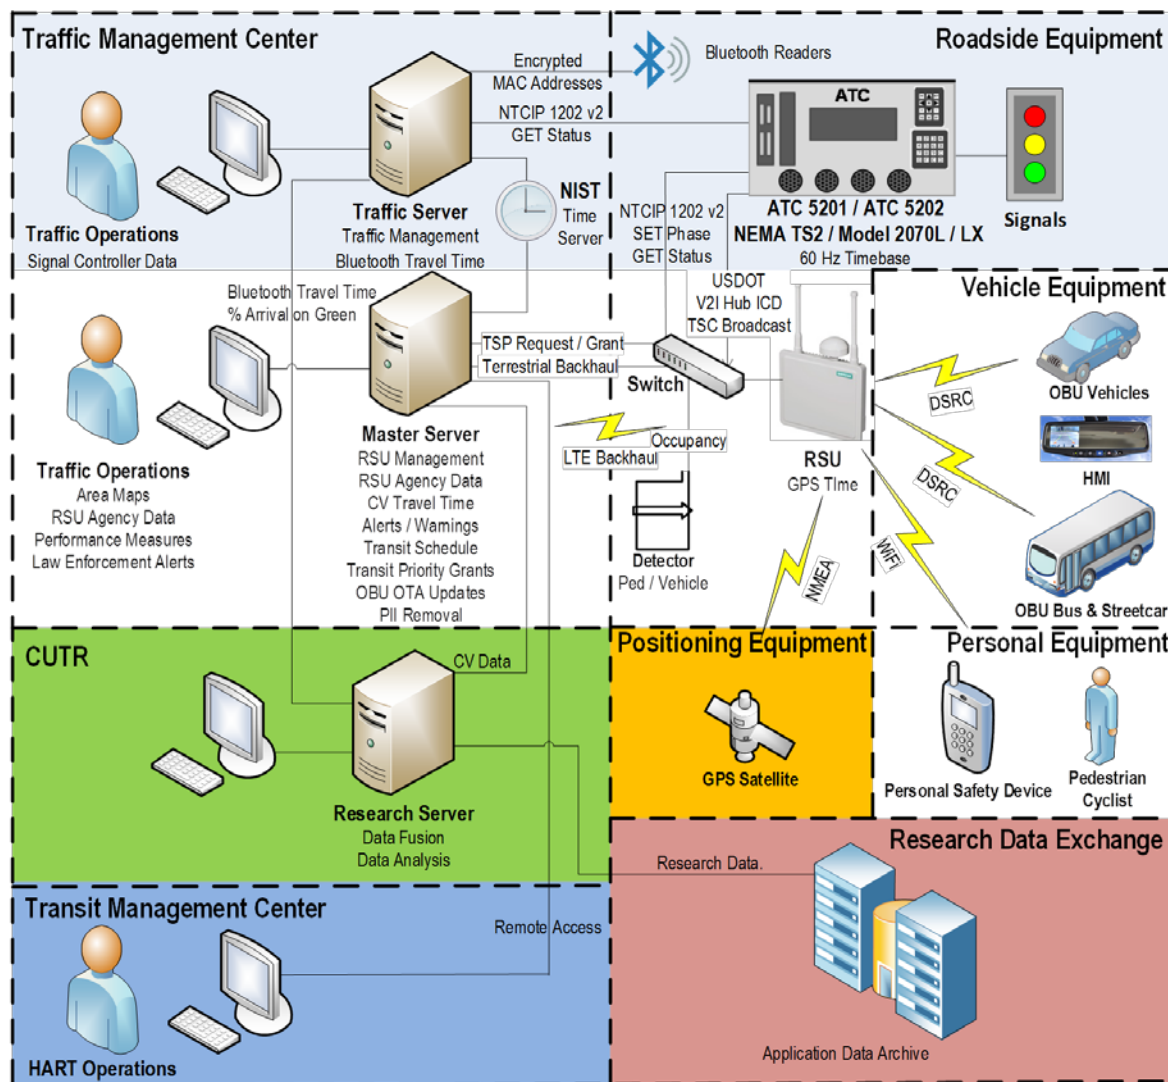 Traffic Management Center
Roadside Equipment
Encrypted
MAC Addresses
Bluetooth Readers
NTCIP 1202 v2
GET Status
ATC
NIST
Time
Server
Traffic Server
Traffic Management
Bluetooth Travel Time
Traffic Operations
Signal Controller Data
NTCIP 1202 v2
SET Phase
GET Status
ATC 5201 / ATC 5202
NEMA TS2 / Model 2070L / LX
60 Hz Timebase
Signals
USDOT
V2I Hub ICD
TSC Broadcast
Vehicle Equipment
Bluetooth Travel Time
% Arrival on Green
TSP Request / Grant
Terrestrial Backhaul
Switch
DSRC
OBU Vehicles
Master Server
RSU Management
RSU Agency Data
CV Travel Time
Alerts / Warnings
Transit Schedule
Transit Priority Grants
OBU OTA Updates
PII Removal
Occupancy
LTE Backhaul
RSU
GPS TIme
HMI
DSRC
Traffic Operations
Area Maps
RSU Agency Data
Performance Measures
Law Enforcement Alerts
Detector
Ped / Vehicle
NMEA
WiFI
OBU Bus & Streetcar
CUTR
CV Data
Positioning Equipment
Personal Equipment
GPS Satellite
Personal Safety Device
Pedestrian
Cyclist
Research Server
Data Fusion
Data Analysis
Research Data Exchange
Research Data.
Transit Management Center
Remote Access
HART Operations
Application Data Archive